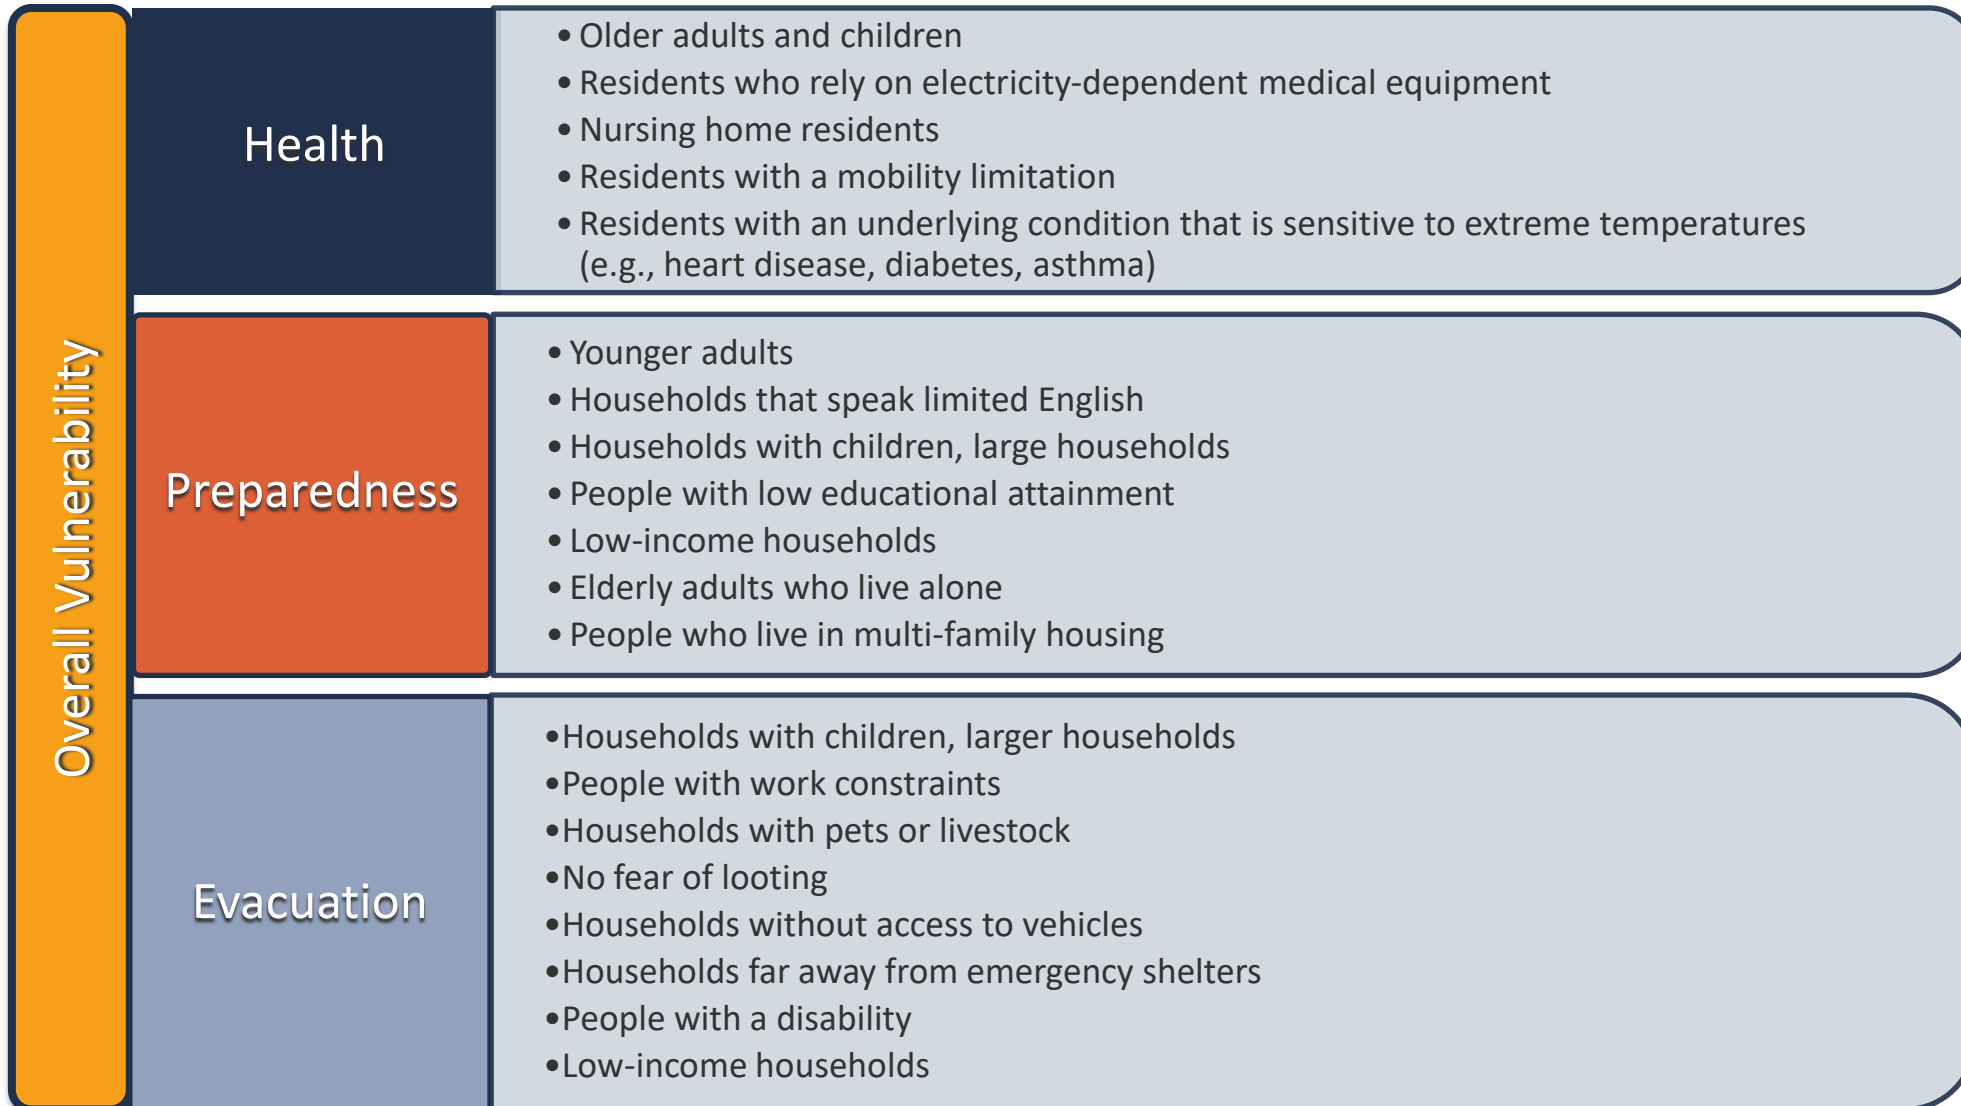 Overall Vulnerability
Health
• Older adults and children
• Residents who rely on electricity-dependent medical equipment
• Nursing home residents
• Residents with a mobility limitation
• Residents with an underlying condition that is sensitive to extreme temperatures
(e.g., heart disease, diabetes, asthma)
Preparedness
• Younger adults
• Households that speak limited English
• Households with children, large households
• People with low educational attainment
• Low-income households
• Elderly adults who live alone
• People who live in multi-family housing
Evacuation
•Households with children, larger households
•People with work constraints
•Households with pets or livestock
•No fear of looting
•Households without access to vehicles
•Households far away from emergency shelters
•People with a disability
•Low-income households